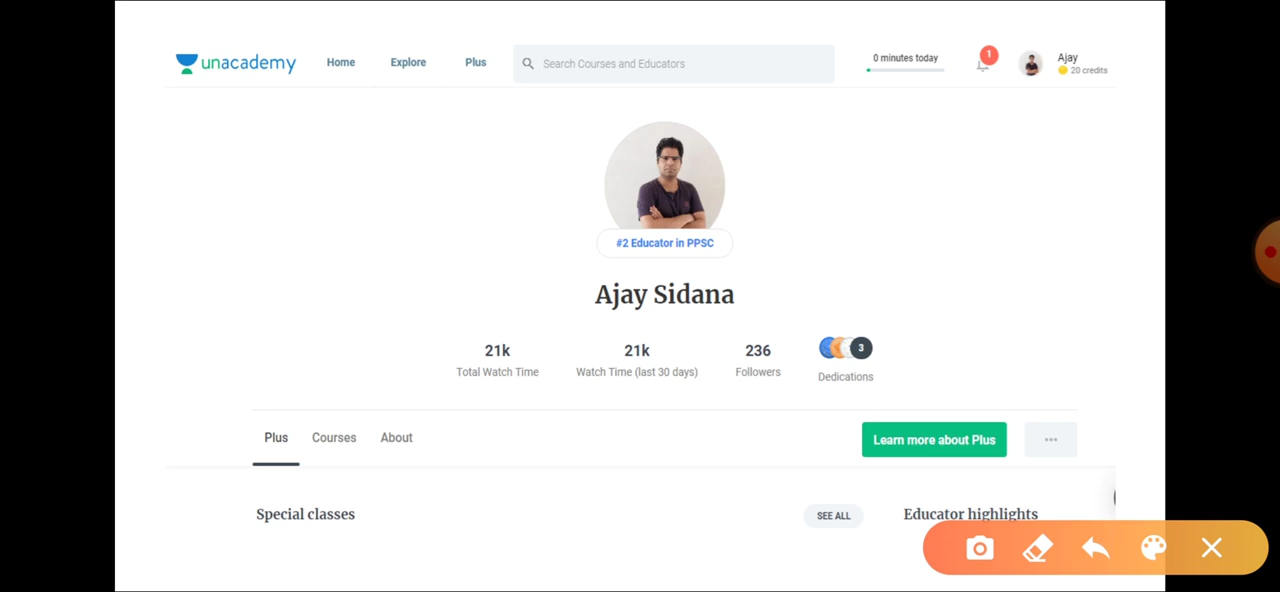 unacademy
Home Explore Plus Search Courses and Educators 0 minutes today 1 Ajay
20 credits
#2 Educator in PPSC
Ajay Sidana
21k 21k 236 3
Total Watch Time Watch Time (last 30 days) Followers Dedications
Plus Courses About Learn more about Plus
Special classes SEE ALL Educator highlights